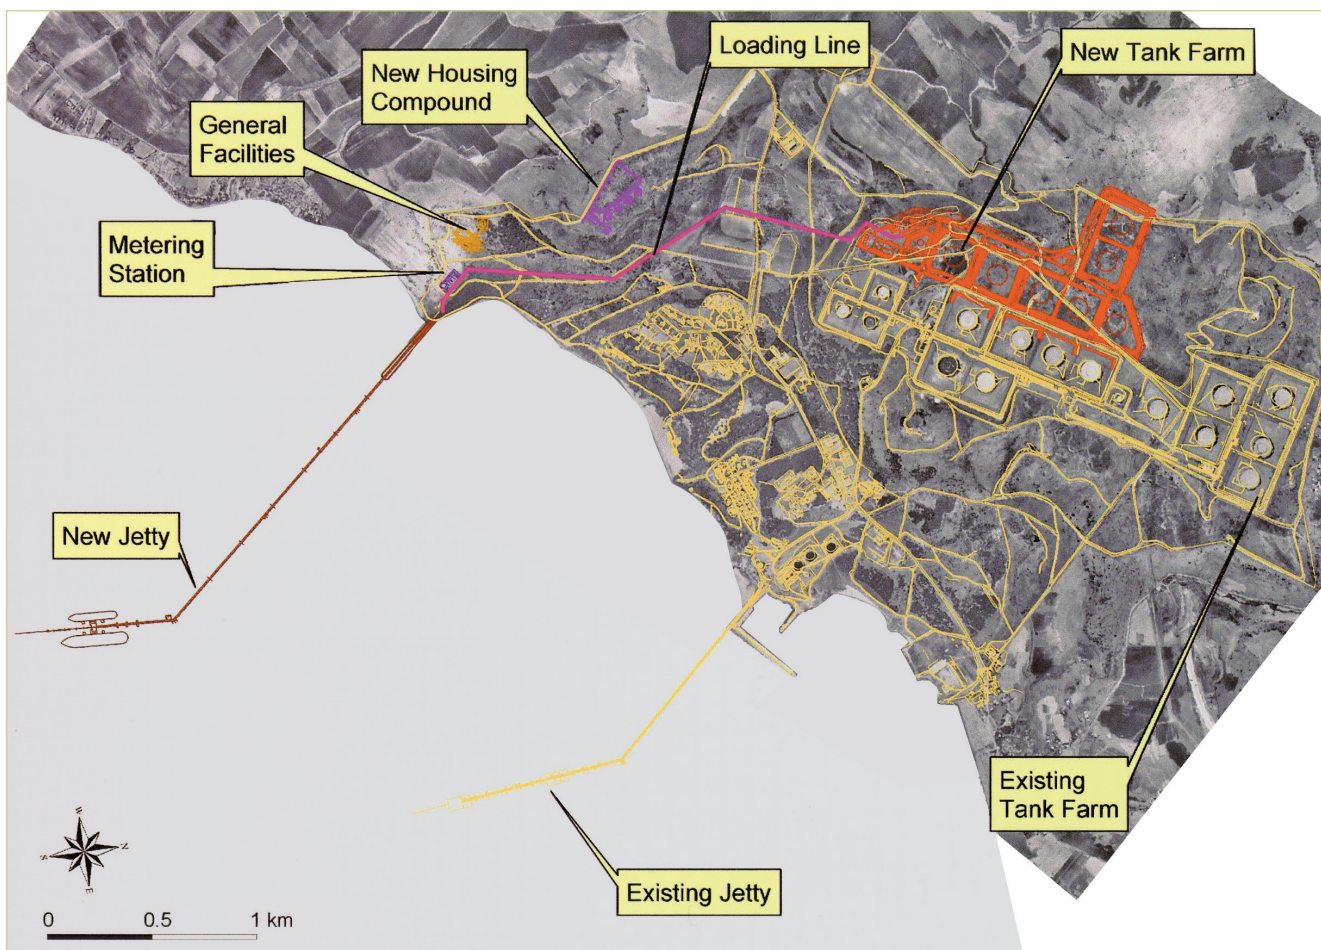 Loading Line
New Tank Farm
New Housing
Compound
General
Facilities
Metering
Station
New Jetty
Existing
Tank Farm
Existing Jetty
W
S
N
E
0 0.5 1 km